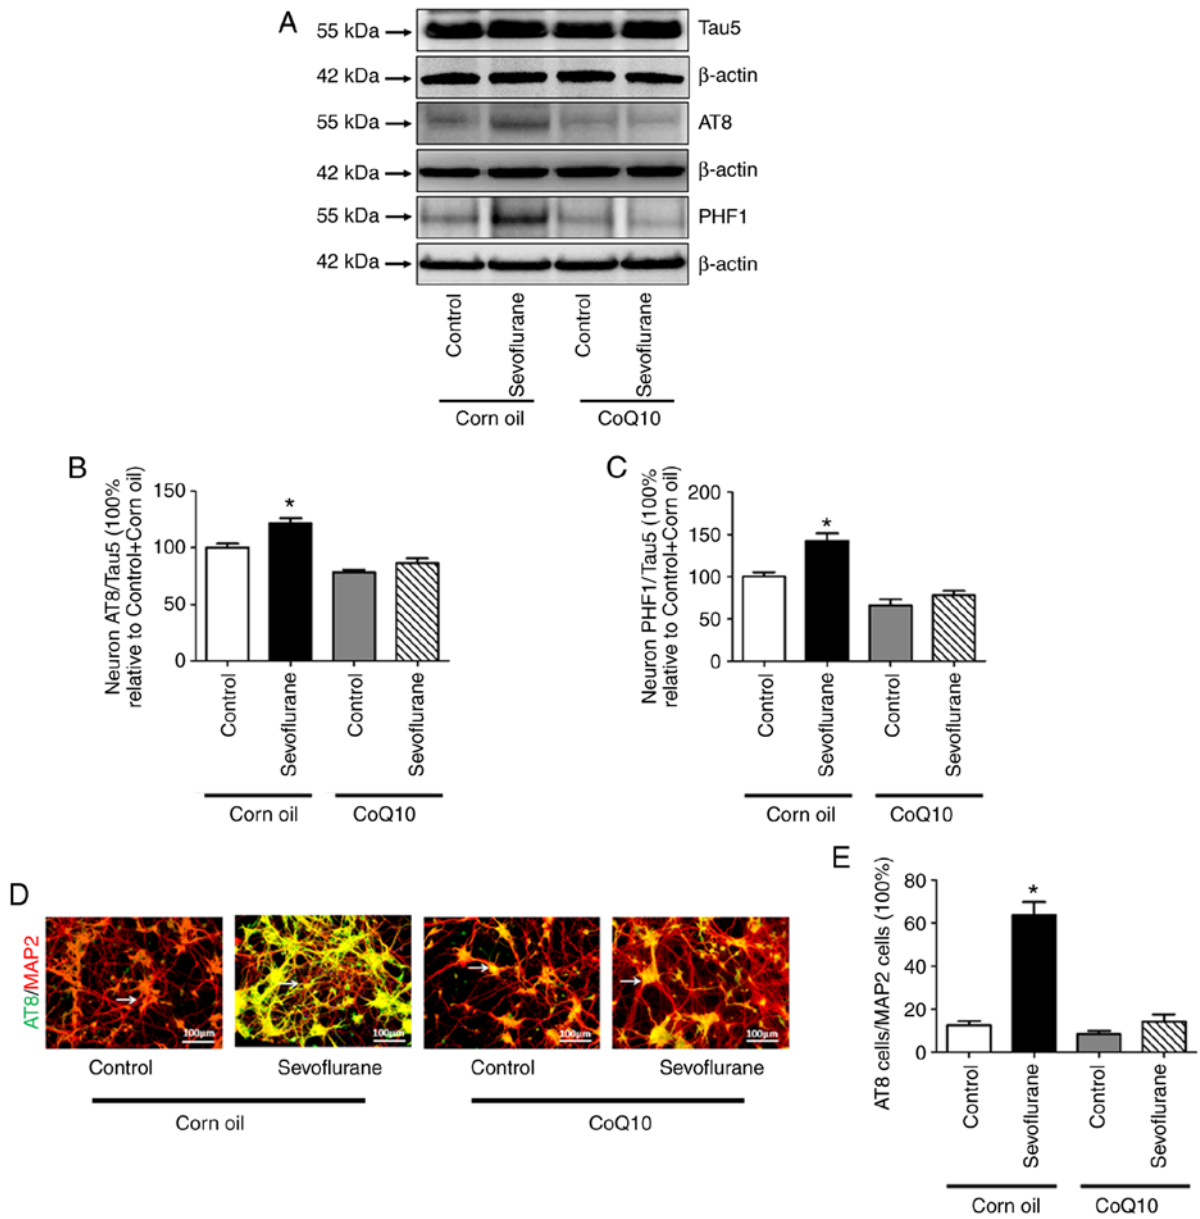 A
55 kDa
Tau5
42 kDa
β-actin
55 kDa
AT8
42 kDa
β-actin
55 kDa
PHF1
42 kDa
β-actin
Control
Sevoflurane
Control
Sevoflurane
Corn oil
CoQ10
B
Neuron AT8/Tau5 (100%
relative to Control+Corn oil)
150
100
50
0
*
Control
Sevoflurane
Control
Sevoflurane
Corn oil
CoQ10
C
Neuron PHF1/Tau5 (100%
relative to Control+Corn oil)
200
150
100
50
0
*
Control
Sevoflurane
Control
Sevoflurane
Corn oil
CoQ10
D
AT8/MAP2
100µm
100µm
100µm
100µm
Control
Sevoflurane
Control
Sevoflurane
Corn oil
CoQ10
E
AT8 cells/MAP2 cells (100%)
80
60
40
20
0
*
Control
Sevoflurane
Control
Sevoflurane
Corn oil
CoQ10